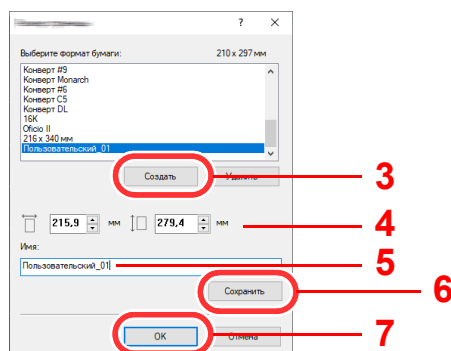 ? ×
Выберите формат бумаги: 210 x 297 мм
Конверт #9
Конверт Monarch
Конверт #6
Конверт C5
Конверт DL
16K
Oficio II
216 x 340 мм
Пользовательский_01
Создать Удалить 3
215,9 мм 279,4 мм 4
Имя:
Пользовательский_01 5
Сохранить 6
OK Отмена 7